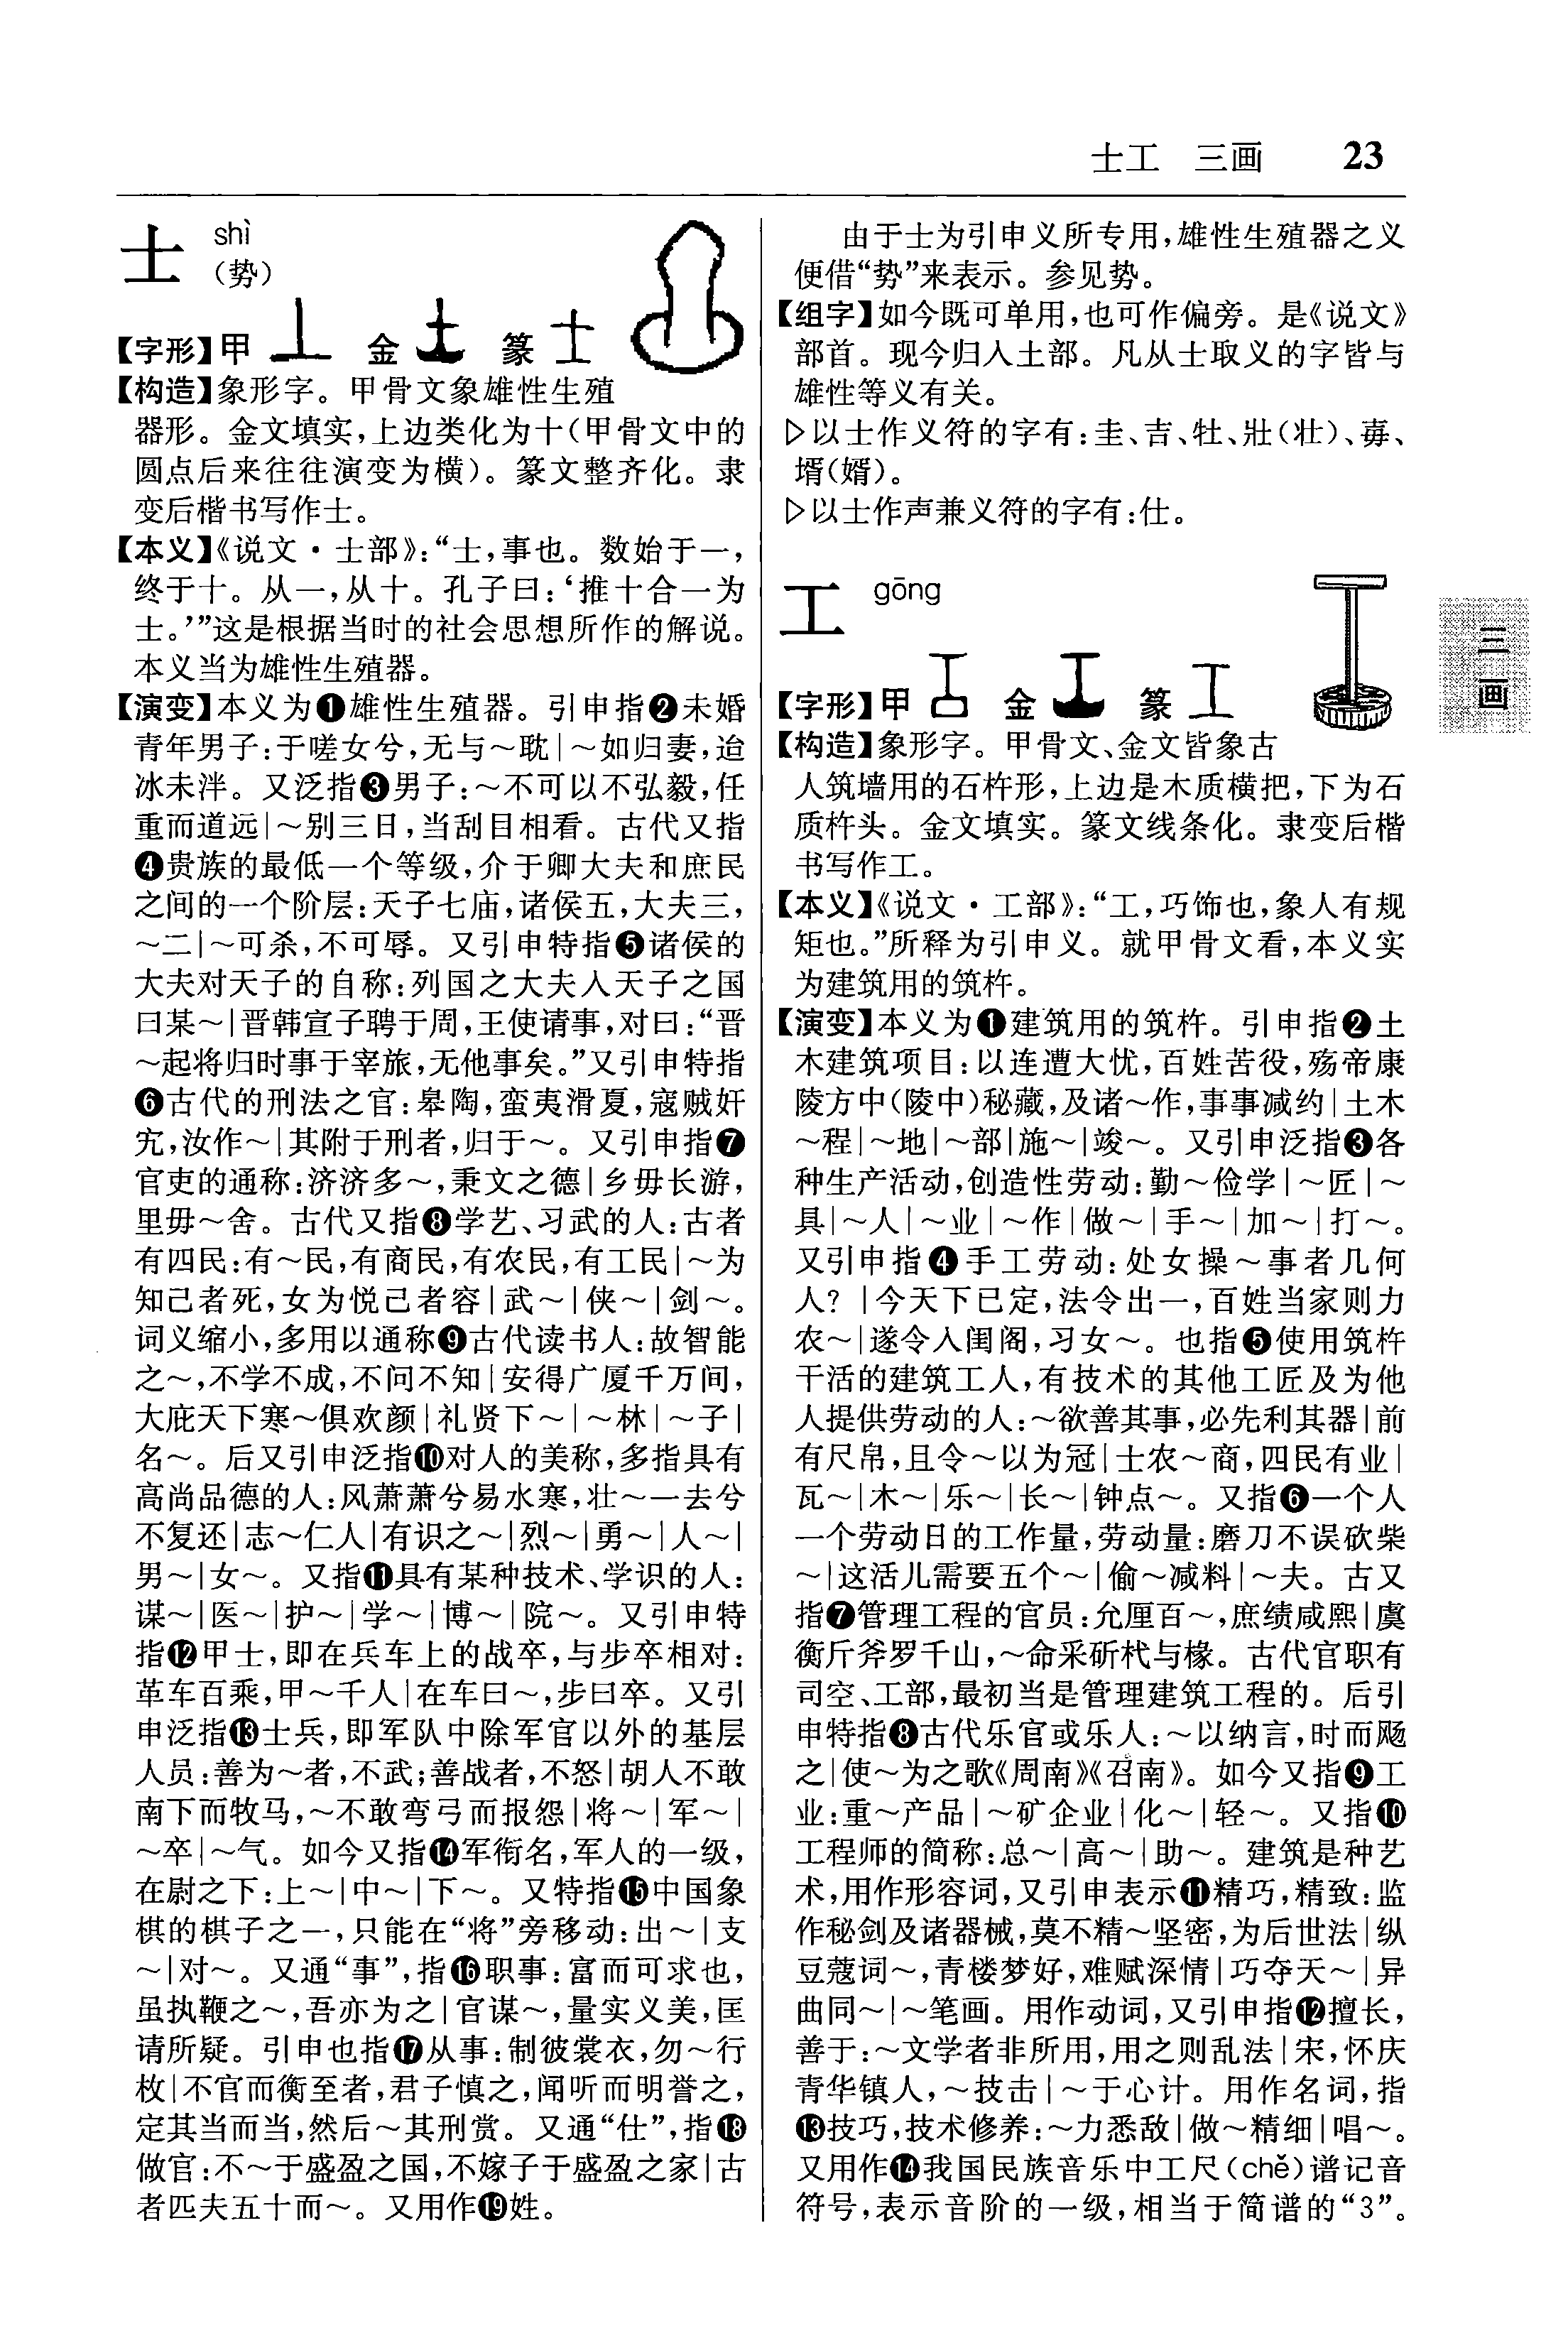 士工 三画 23
士 shì
(势)
【字形】甲 金 篆
【构造】象形字。甲骨文象雄性生殖
器形。金文填实,上边类化为十(甲骨文中的
圆点后来往往演变为横)。篆文整齐化。隶
变后楷书写作士。
【本义】《说文·士部》:“士,事也。数始于一,
终于十。从一,从十。孔子曰:‘推十合一为
士。’”这是根据当时的社会思想所作的解说。
本义当为雄性生殖器。
【演变】本义为❶雄性生殖器。引申指❷未婚
青年男子:于嗟女兮,无与～耽|～如归妻,迨
冰未泮。又泛指❸男子:～不可以不弘毅,任
重而道远|～别三日,当刮目相看。古代又指
❹贵族的最低一个等级,介于卿大夫和庶民
之间的一个阶层:天子七庙,诸侯五,大夫三,
～二|～可杀,不可辱。又引申特指❺诸侯的
大夫对天子的自称:列国之大夫入天子之国
曰某～|晋韩宣子聘于周,王使请事,对曰:“晋
～起将归时事于宰旅,无他事矣。”又引申特指
❻古代的刑法之官:皋陶,蛮夷滑夏,寇贼奸
宄,汝作～|其附于刑者,归于～。又引申指❼
官吏的通称:济济多～,秉文之德|乡毋长游,
里毋～舍。古代又指❽学艺、习武的人:古者
有四民:有～民,有商民,有农民,有工民|～为
知己者死,女为悦己者容|武～|侠～|剑～。
词义缩小,多用以通称❾古代读书人:故智能
之～,不学不成,不问不知|安得广厦千万间,
大庇天下寒～俱欢颜|礼贤下～|～林|～子|
名～。后又引申泛指❿对人的美称,多指具有
高尚品德的人:风萧萧兮易水寒,壮～一去兮
不复还|志～仁人|有识之～|烈～|勇～|人～|
男～|女～。又指⓫具有某种技术、学识的人:
谋～|医～|护～|学～|博～|院～。又引申特
指⓬甲士,即在兵车上的战卒,与步卒相对:
革车百乘,甲～千人|在车曰～,步曰卒。又引
申泛指⓭士兵,即军队中除军官以外的基层
人员:善为～者,不武;善战者,不怒|胡人不敢
南下而牧马,～不敢弯弓而报怨|将～|军～|
～卒|～气。如今又指⓮军衔名,军人的一级,
在尉之下:上～|中～|下～。又特指⓯中国象
棋的棋子之一,只能在“将”旁移动:出～|支
～|对～。又通“事”,指⓰职事:富而可求也,
虽执鞭之～,吾亦为之|官谋～,量实义美,匡
请所疑。引申也指⓱从事:制彼裳衣,勿～行
枚|不官而衡至者,君子慎之,闻听而明誉之,
定其当而当,然后～其刑赏。又通“仕”,指⓲
做官:不～于盛盈之国,不嫁子于盛盈之家|古
者匹夫五十而～。又用作⓳姓。
由于士为引申义所专用,雄性生殖器之义
便借“势”来表示。参见势。
【组字】如今既可单用,也可作偏旁。是《说文》
部首。现今归入土部。凡从士取义的字皆与
雄性等义有关。
▷以士作义符的字有:圭、吉、牡、壯(壮)、毐、
壻(婿)。
▷以士作声兼义符的字有:仕。
工 gōng
【字形】甲 金 篆
【构造】象形字。甲骨文、金文皆象古
人筑墙用的石杵形,上边是木质横把,下为石
质杵头。金文填实。篆文线条化。隶变后楷
书写作工。
【本义】《说文·工部》:“工,巧饰也,象人有规
矩也。”所释为引申义。就甲骨文看,本义实
为建筑用的筑杵。
【演变】本义为❶建筑用的筑杵。引申指❷土
木建筑项目:以连遭大忧,百姓苦役,殇帝康
陵方中(陵中)秘藏,及诸～作,事事减约|土木
～程|～地|～部|施～|竣～。又引申泛指❸各
种生产活动,创造性劳动:勤～俭学|～匠|～
具|～人|～业|～作|做～|手～|加～|打～。
又引申指❹手工劳动:处女操～事者几何
人?|今天下已定,法令出一,百姓当家则力
农～|遂令入闺阁,习女～。也指❺使用筑杵
干活的建筑工人,有技术的其他工匠及为他
人提供劳动的人:～欲善其事,必先利其器|前
有尺帛,且令～以为冠|士农～商,四民有业|
瓦～|木～|乐～|长～|钟点～。又指❻一个人
一个劳动日的工作量,劳动量:磨刀不误砍柴
～|这活儿需要五个～|偷～减料|～夫。古又
指❼管理工程的官员:允厘百～,庶绩咸熙|虞
衡斤斧罗千山,～命采斫杙与椽。古代官职有
司空、工部,最初当是管理建筑工程的。后引
申特指❽古代乐官或乐人:～以纳言,时而飏
之|使～为之歌《周南》《召南》。如今又指❾工
业:重～产品|～矿企业|化～|轻～。又指❿
工程师的简称:总～|高～|助～。建筑是种艺
术,用作形容词,又引申表示⓫精巧,精致:监
作秘剑及诸器械,莫不精～坚密,为后世法|纵
豆蔻词～,青楼梦好,难赋深情|巧夺天～|异
曲同～|～笔画。用作动词,又引申指⓬擅长,
善于:～文学者非所用,用之则乱法|宋,怀庆
青华镇人,～技击|～于心计。用作名词,指
⓭技巧,技术修养:～力悉敌|做～精细|唱～。
又用作⓮我国民族音乐中工尺(chě)谱记音
符号,表示音阶的一级,相当于简谱的“3”。
三
画